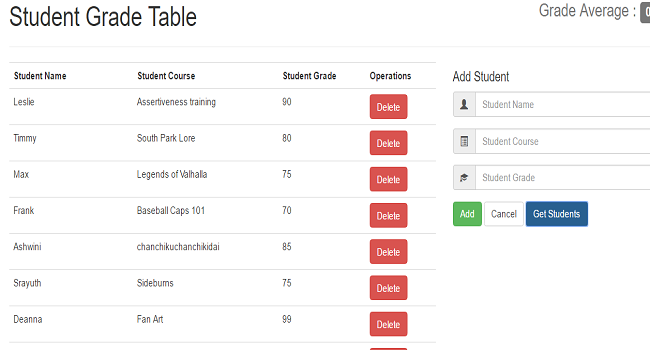 Student Grade Table
Grade Average :
Student Name Student Course Student Grade Operations
Leslie Assertiveness training 90 Delete
Timmy South Park Lore 80 Delete
Max Legends of Valhalla 75 Delete
Frank Baseball Caps 101 70 Delete
Ashwini chanchikuchanchikidai 85 Delete
Srayuth Sideburns 75 Delete
Deanna Fan Art 99 Delete
Add Student
Student Name
Student Course
Student Grade
Add Cancel Get Students